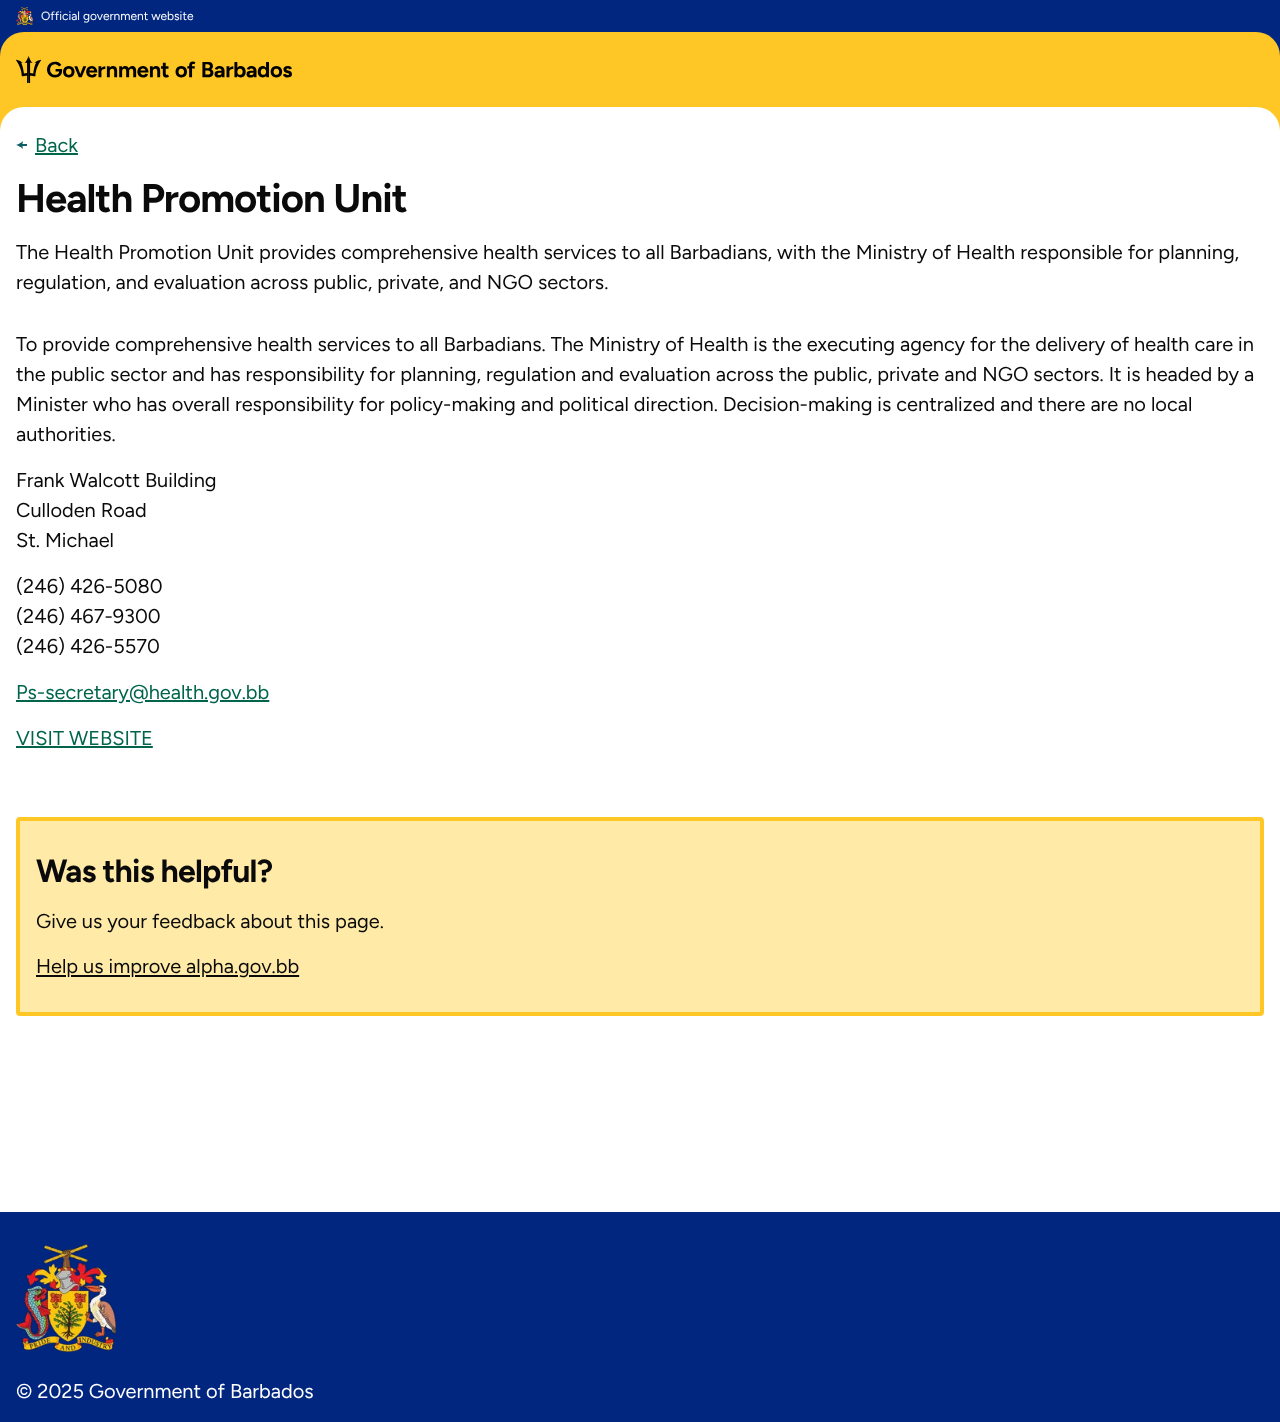 Official government website
Government of Barbados
Back
Health Promotion Unit
The Health Promotion Unit provides comprehensive health services to all Barbadians, with the Ministry of Health responsible for planning,
regulation, and evaluation across public, private, and NGO sectors.
To provide comprehensive health services to all Barbadians. The Ministry of Health is the executing agency for the delivery of health care in
the public sector and has responsibility for planning, regulation and evaluation across the public, private and NGO sectors. It is headed by a
Minister who has overall responsibility for policy-making and political direction. Decision-making is centralized and there are no local
authorities.
Frank Walcott Building
Culloden Road
St. Michael
(246) 426-5080
(246) 467-9300
(246) 426-5570
Ps-secretary@health.gov.bb
VISIT WEBSITE
Was this helpful?
Give us your feedback about this page.
Help us improve alpha.gov.bb
PRIDE AND INDUSTRY
© 2025 Government of Barbados